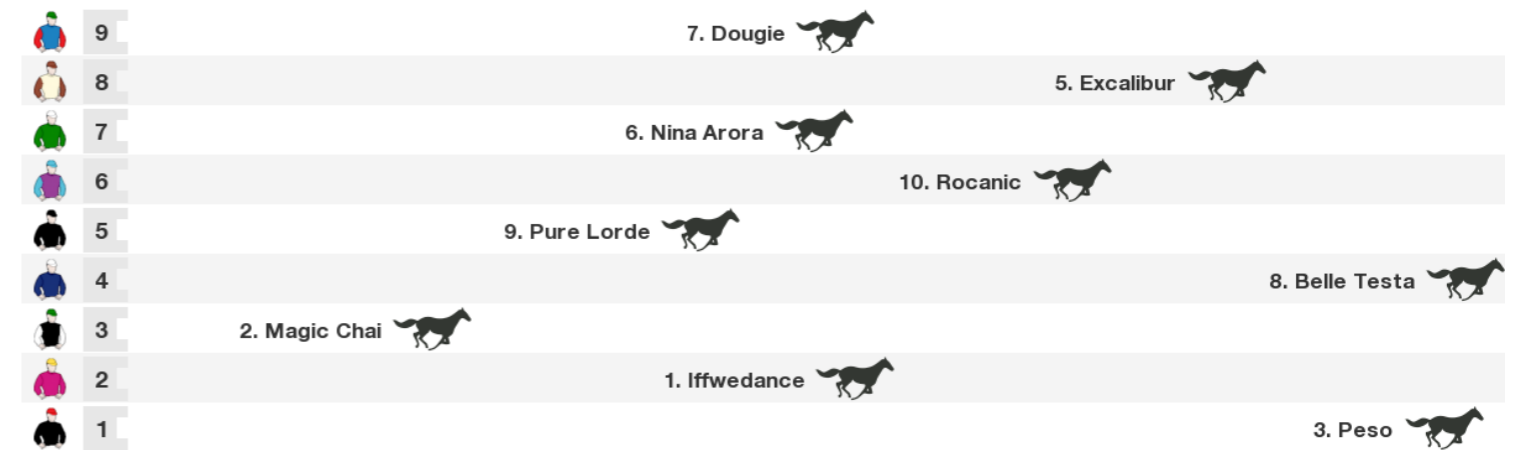 9 7. Dougie
8 5. Excalibur
7 6. Nina Arora
6 10. Rocanic
5 9. Pure Lorde
4 8. Belle Testa
3 2. Magic Chai
2 1. Iffwedance
1 3. Peso